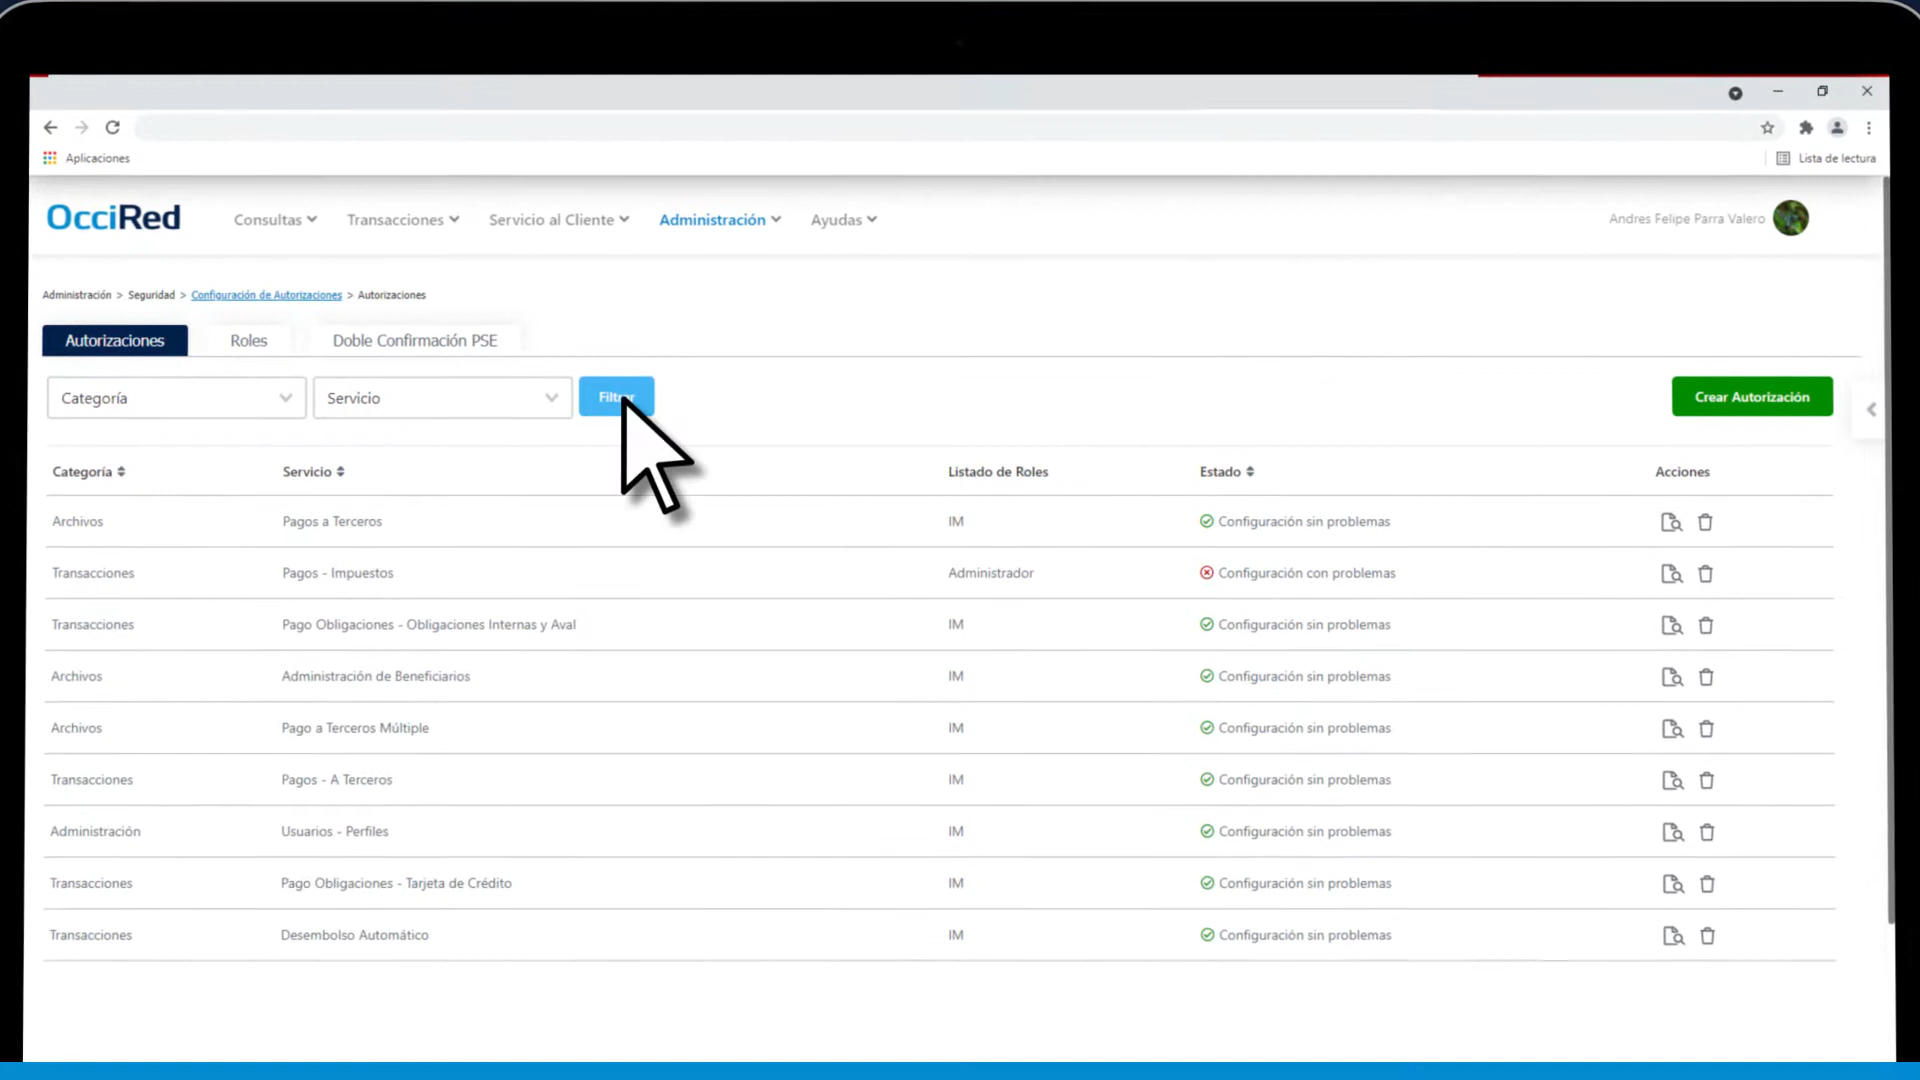 Aplicaciones
Lista de lectura
OcciRed
Consultas
Transacciones
Servicio al Cliente
Administración
Ayudas
Andres Felipe Parra Valero
Administración > Seguridad > Configuración de Autorizaciones > Autorizaciones
Autorizaciones
Roles
Doble Confirmación PSE
Categoría
Servicio
Crear Autorización
Categoría Servicio Listado de Roles Estado Acciones
Archivos Pagos a Terceros IM Configuración sin problemas
Transacciones Pagos - Impuestos Administrador Configuración con problemas
Transacciones Pago Obligaciones - Obligaciones Internas y Aval IM Configuración sin problemas
Archivos Administración de Beneficiarios IM Configuración sin problemas
Archivos Pago a Terceros Múltiple IM Configuración sin problemas
Transacciones Pagos - A Terceros IM Configuración sin problemas
Administración Usuarios - Perfiles IM Configuración sin problemas
Transacciones Pago Obligaciones - Tarjeta de Crédito IM Configuración sin problemas
Transacciones Desembolso Automático IM Configuración sin problemas